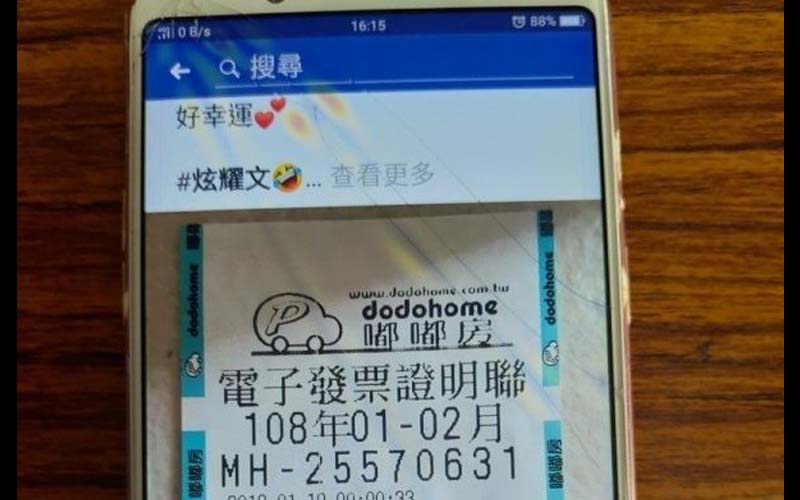 0 B/s 16:15 88%
搜尋
好幸運💕
#炫耀文🤣... 查看更多
www.dodohome.com.tw
dodohome
嘟嘟房
電子發票證明聯
108年01-02月
MH-25570631
dodohome
dodohome
嘟嘟房
嘟嘟房